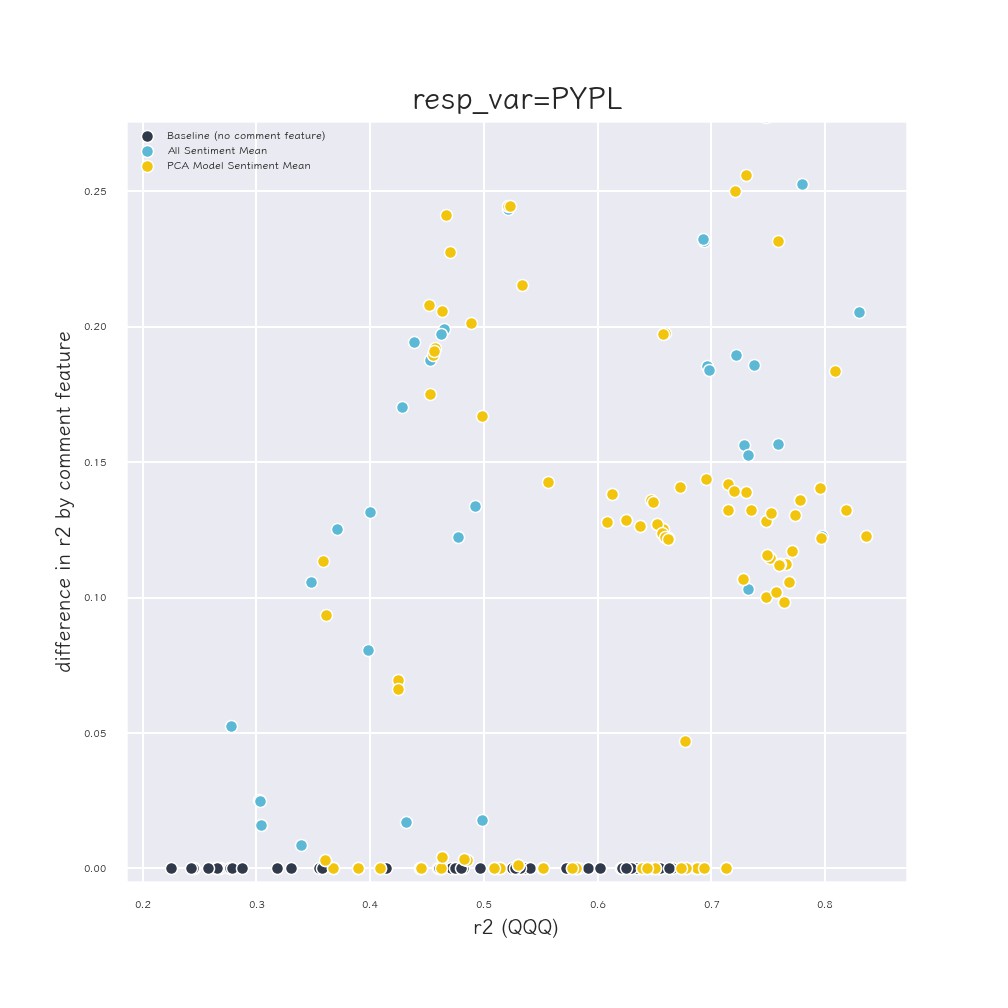 resp_var=PYPL
Baseline (no comment feature)
All Sentiment Mean
PCA Model Sentiment Mean
0.25
0.20
0.15
0.10
0.05
0.00
difference in r2 by comment feature
0.2 0.3 0.4 0.5 0.6 0.7 0.8
r2 (QQQ)